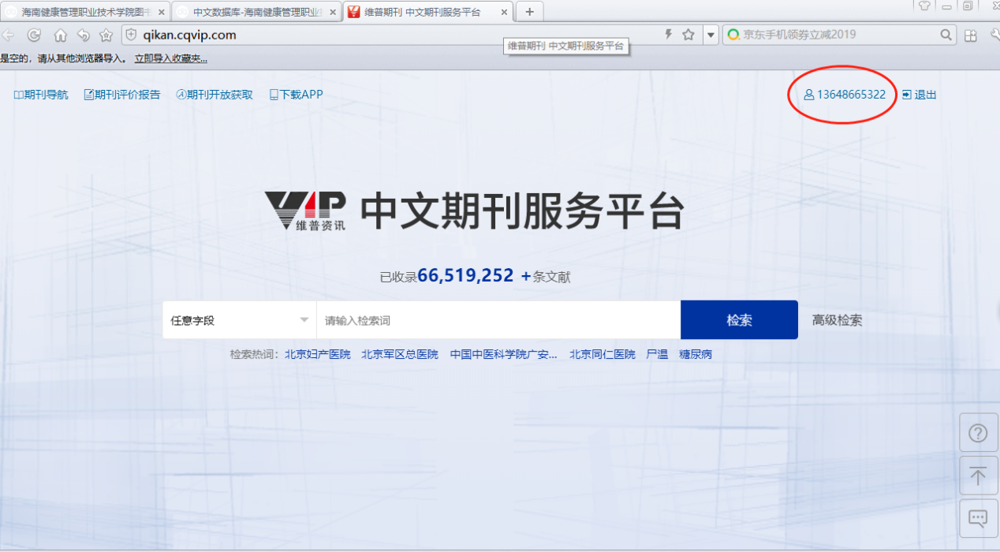 海南健康管理职业技术学院图书
中文数据库-海南健康管理职业
维普期刊 中文期刊服务平台
qikan.cqvip.com
京东手机领券立减2019
维普期刊 中文期刊服务平台
是空的，请从其他浏览器导入。 立即导入收藏夹...
期刊导航 期刊评价报告 期刊开放获取 下载APP 13648665322 退出
VIP 维普资讯 中文期刊服务平台
已收录66,519,252 +条文献
任意字段 请输入检索词 检索 高级检索
检索热词： 北京妇产医院 北京军区总医院 中国中医科学院广安... 北京同仁医院 尸温 糖尿病